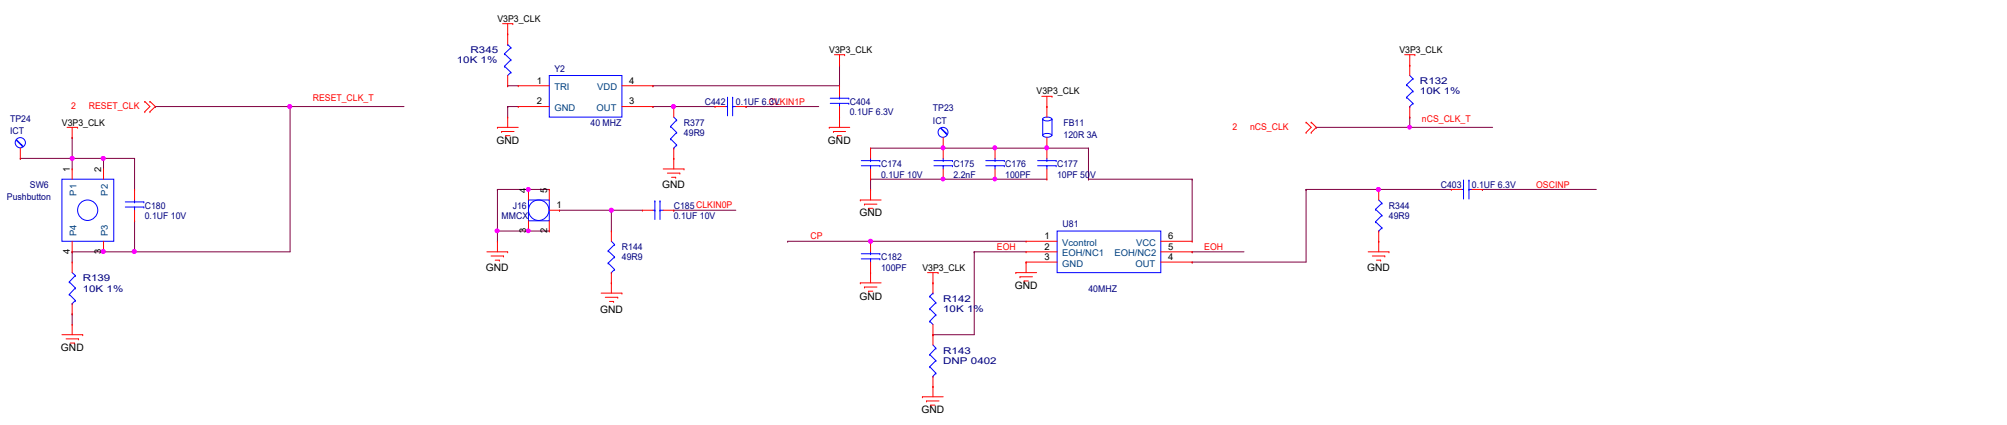 2 RESET_CLK
RESET_CLK_T
TP24
ICT
V3P3_CLK
SW6
Pushbutton
1
2
P1
P2
P4
P3
4
3
C180
0.1UF 10V
R139
10K 1%
GND
V3P3_CLK
R345
10K 1%
Y2
1
TRI
VDD
4
2
GND
OUT
3
40 MHZ
GND
C442
0.1UF 6.3V
CLKIN1P
R377
49R9
GND
V3P3_CLK
C404
0.1UF 6.3V
GND
J16
MMCX
4
5
3
2
1
GND
C185
0.1UF 10V
CLKIN0P
R144
49R9
GND
TP23
ICT
V3P3_CLK
FB11
120R 3A
C174
0.1UF 10V
C175
2.2nF
C176
100PF
C177
10PF 50V
GND
CP
C182
100PF
GND
EOH
U81
1
Vcontrol
VCC
6
2
EOH/NC1
EOH/NC2
5
3
GND
OUT
4
40MHZ
GND
EOH
V3P3_CLK
R142
10K 1%
R143
DNP 0402
GND
V3P3_CLK
R132
10K 1%
2 nCS_CLK
nCS_CLK_T
C403
0.1UF 6.3V
OSCINP
R344
49R9
GND